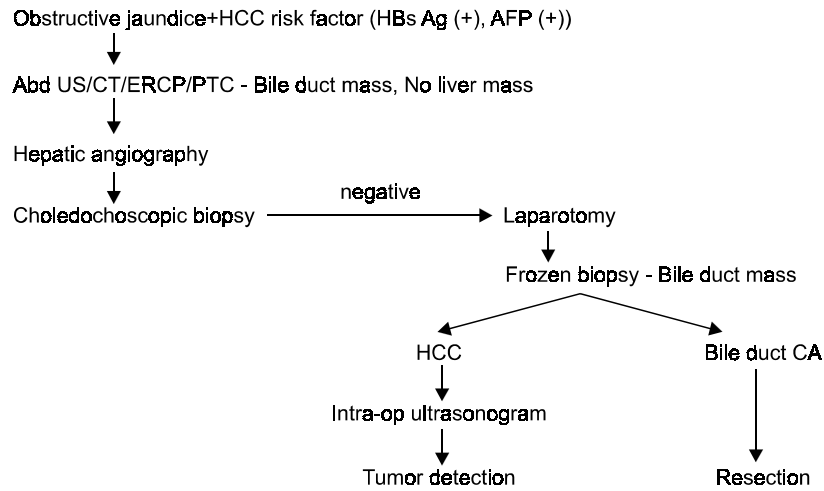 Obstructive jaundice+HCC risk factor (HBs Ag (+), AFP (+))
Abd US/CT/ERCP/PTC - Bile duct mass, No liver mass
Hepatic angiography
Choledochoscopic biopsy
negative
Laparotomy
Frozen biopsy - Bile duct mass
HCC
Bile duct CA
Intra-op ultrasonogram
Tumor detection
Resection